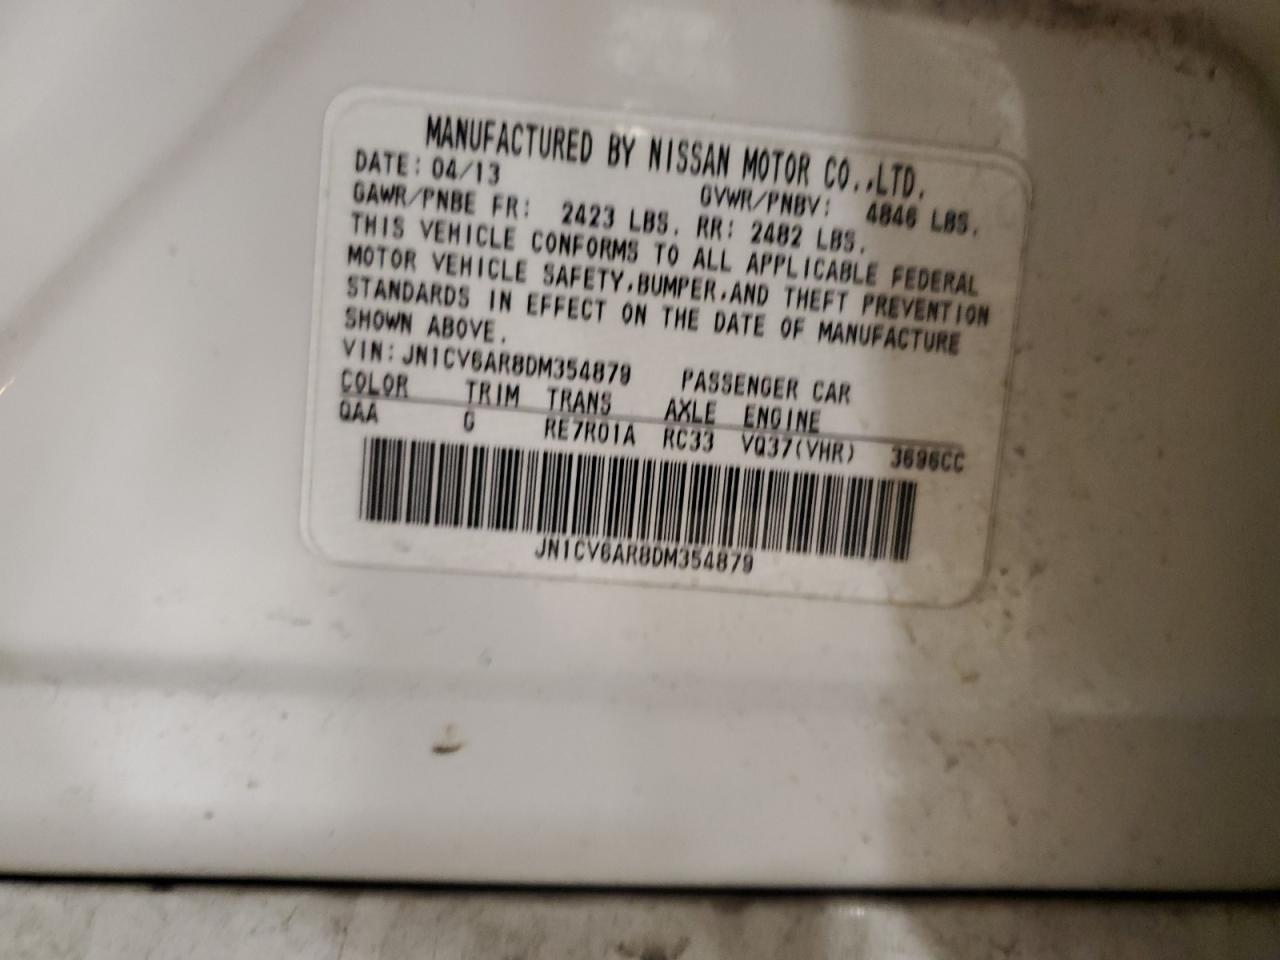 MANUFACTURED BY NISSAN MOTOR CO.,LTD.
DATE: 04/13 GVWR/PNBV: 4846 LBS.
GAWR/PNBE FR: 2423 LBS. RR: 2482 LBS.
THIS VEHICLE CONFORMS TO ALL APPLICABLE FEDERAL
MOTOR VEHICLE SAFETY,BUMPER,AND THEFT PREVENTION
STANDARDS IN EFFECT ON THE DATE OF MANUFACTURE
SHOWN ABOVE.
VIN: JN1CV6AR8DM354879 PASSENGER CAR
COLOR TRIM TRANS AXLE ENGINE
QAA G RE7R01A RC33 VQ37(VHR) 3696CC
JN1CV6AR8DM354879